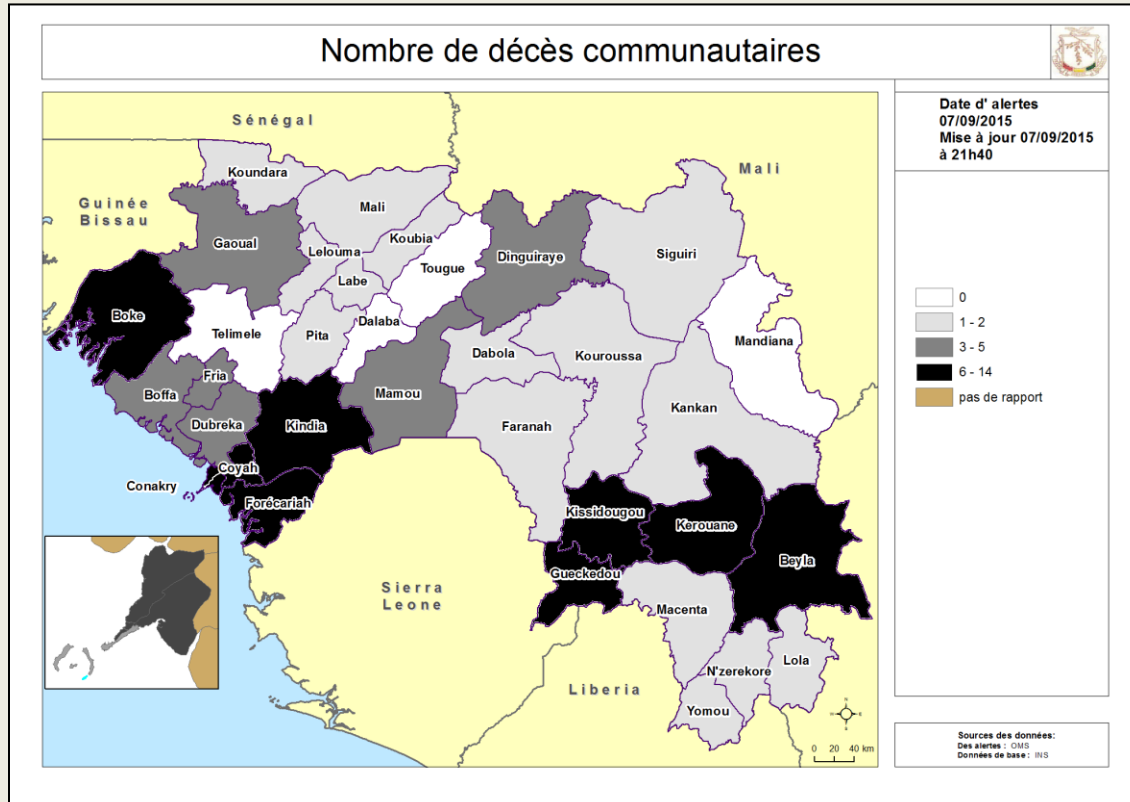 Nombre de décès communautaires
Date d' alertes
07/09/2015
Mise à jour 07/09/2015
à 21h40
Sénégal
Mali
Guinée
Bissau
Koundara
Mali
Gaoual
Lelouma
Koubia
Tougue
Dinguiraye
Siguiri
Labe
Boke
Telimele
Pita
Dalaba
Dabola
Kouroussa
Mandiana
Fria
Boffa
Mamou
Dubreka
Kindia
Faranah
Kankan
Coyah
Conakry
Forécariah
Kissidougou
Kerouane
Beyla
Gueckedou
Sierra
Leone
Macenta
N'zerekore
Lola
Liberia
Yomou
0 20 40 km
0
1 - 2
3 - 5
6 - 14
pas de rapport
Sources des données:
Des alertes : OMS
Données de base : INS